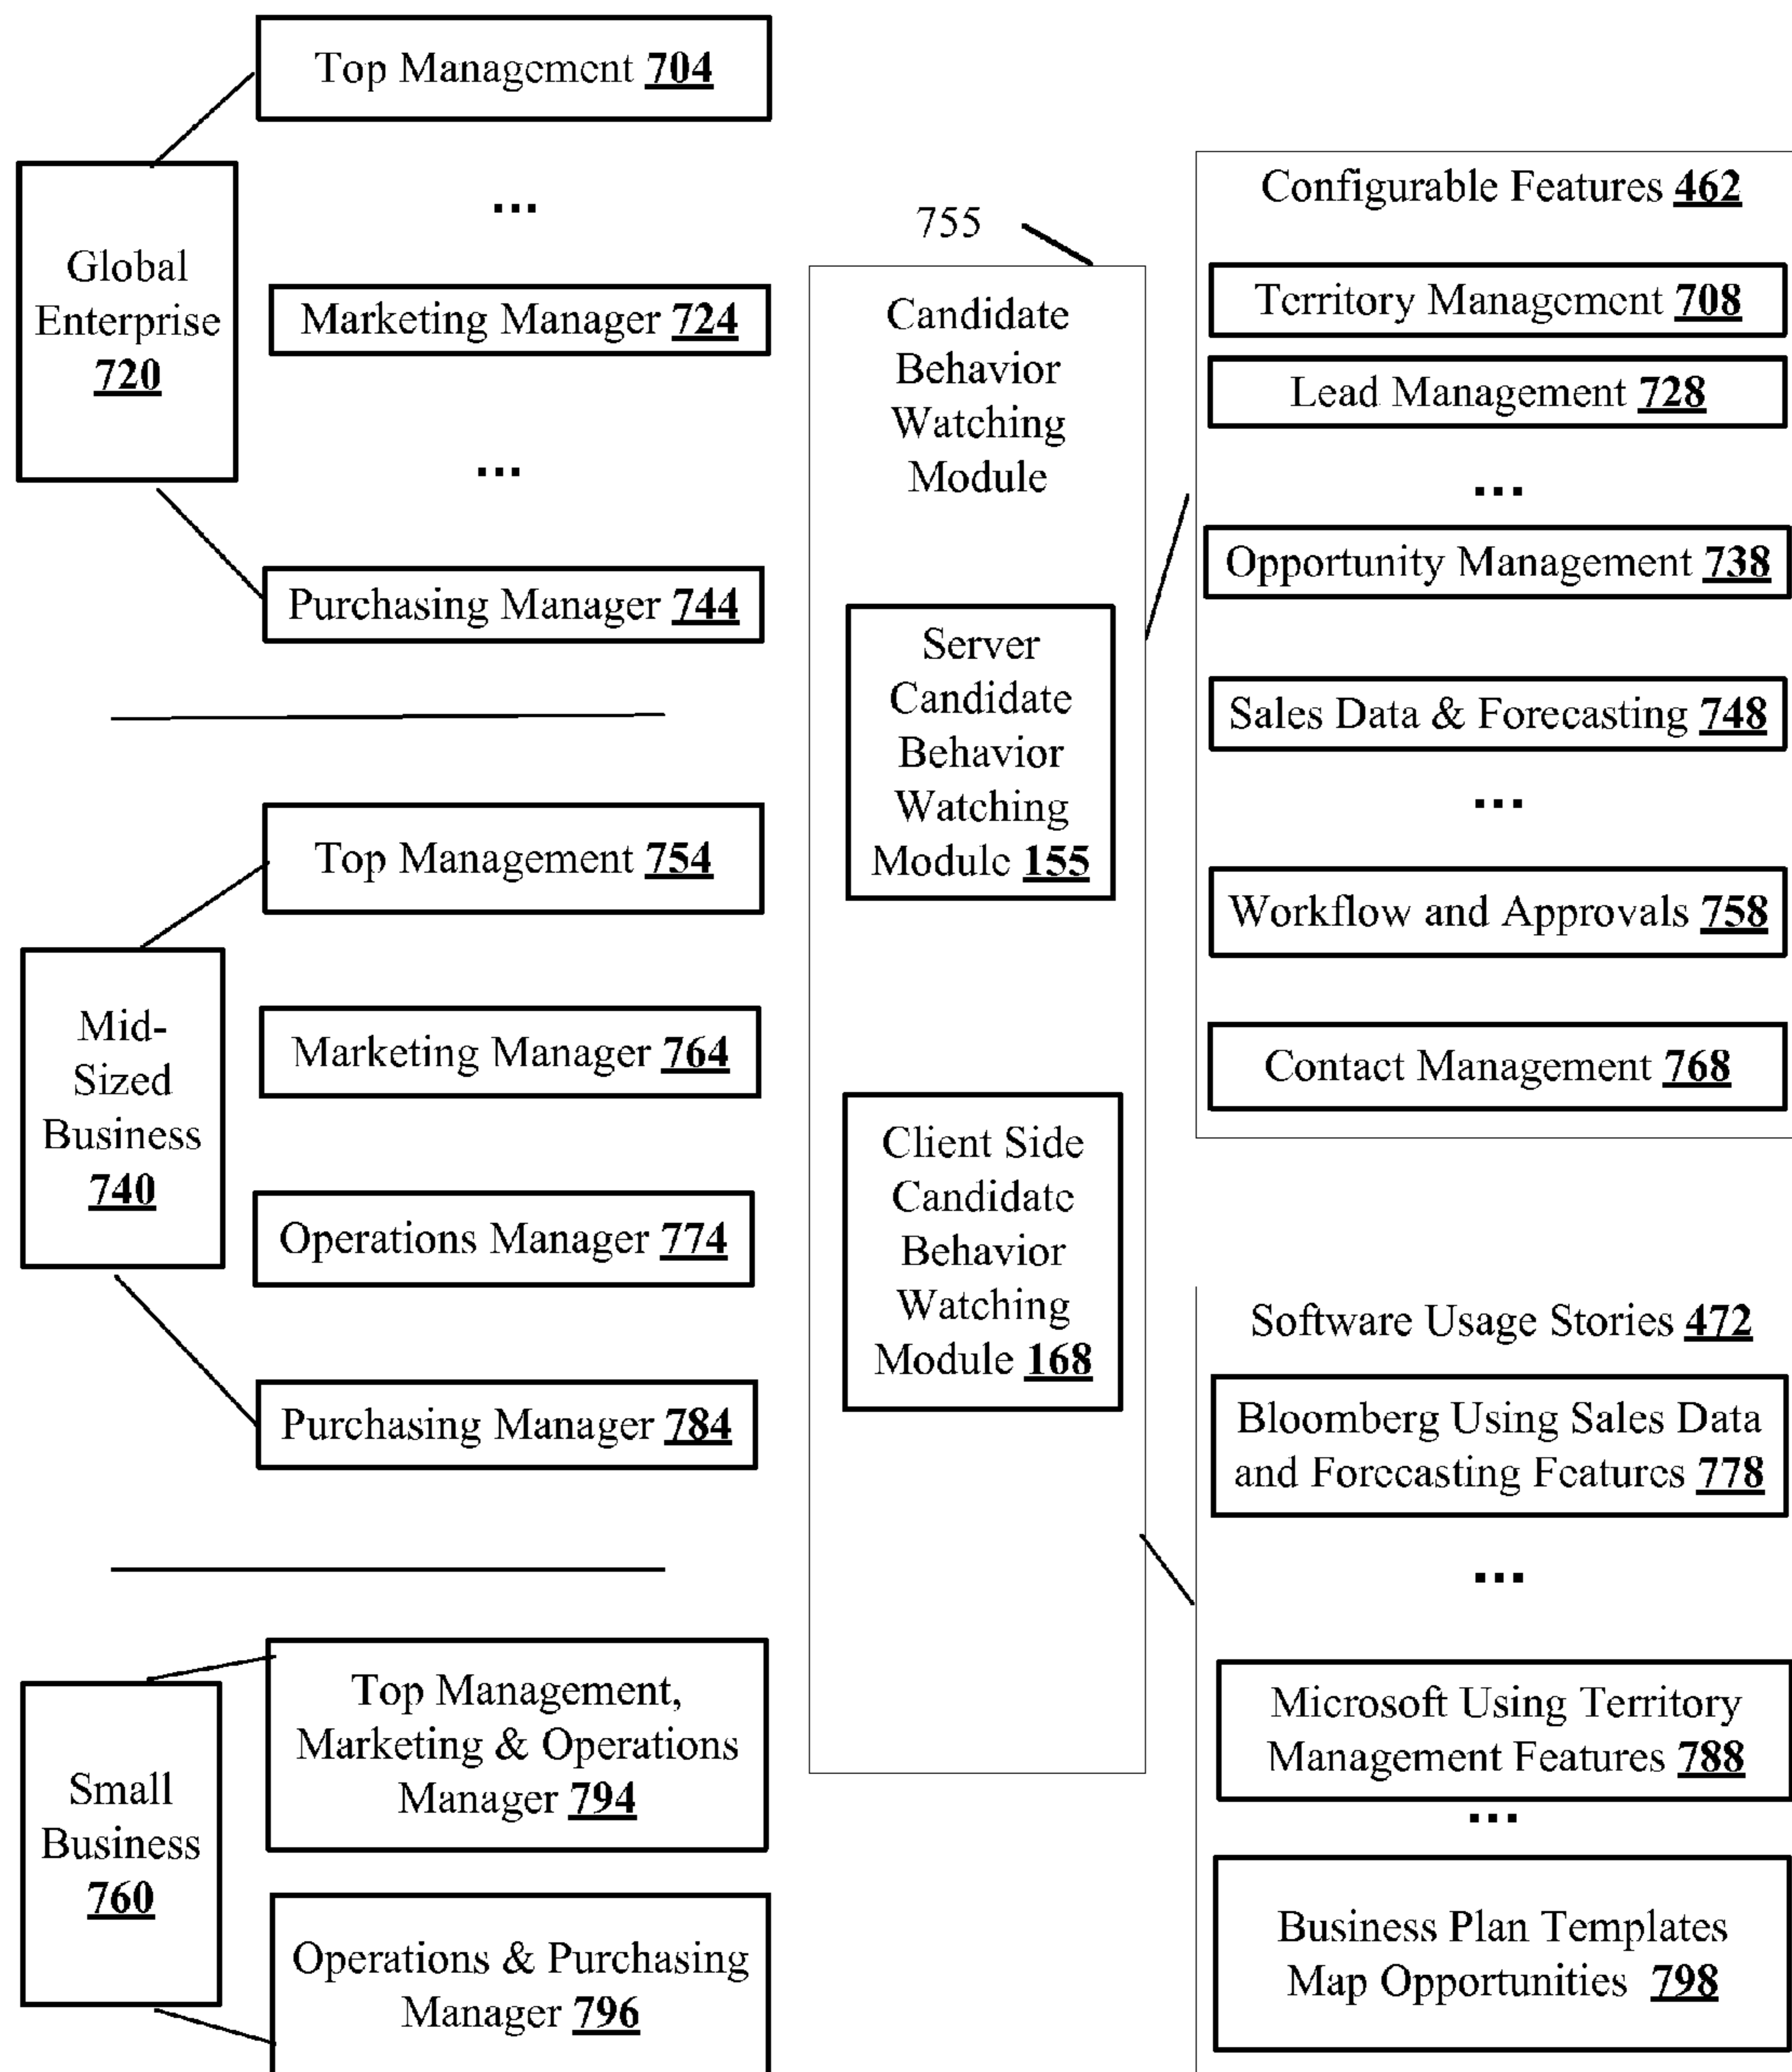 Top Management 704
...
Global
Enterprise
720
Marketing Manager 724
...
Purchasing Manager 744
Top Management 754
Mid-
Sized
Business
740
Marketing Manager 764
Operations Manager 774
Purchasing Manager 784
Top Management,
Marketing & Operations
Manager 794
Small
Business
760
Operations & Purchasing
Manager 796
755
Candidate
Behavior
Watching
Module
Server
Candidate
Behavior
Watching
Module 155
Client Side
Candidate
Behavior
Watching
Module 168
Configurable Features 462
Territory Management 708
Lead Management 728
...
Opportunity Management 738
Sales Data & Forecasting 748
...
Workflow and Approvals 758
Contact Management 768
Software Usage Stories 472
Bloomberg Using Sales Data
and Forecasting Features 778
...
Microsoft Using Territory
Management Features 788
...
Business Plan Templates
Map Opportunities 798